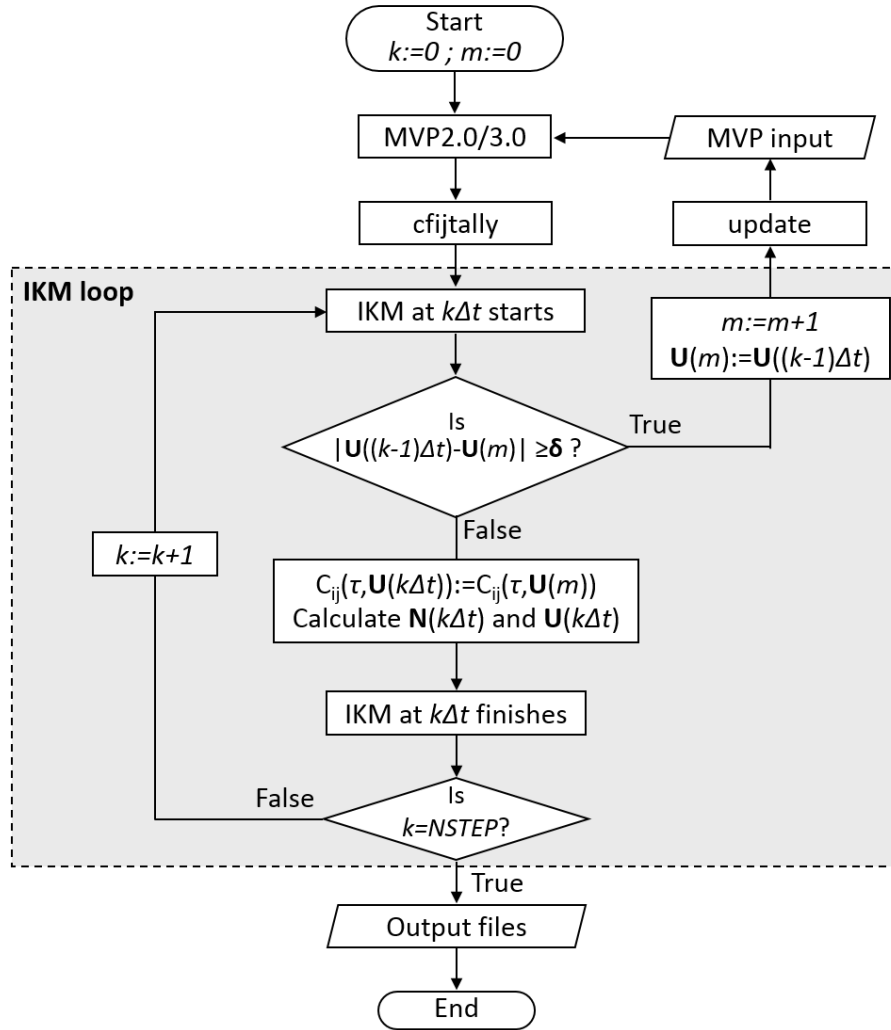 Start
k:=0 ; m:=0
MVP2.0/3.0
MVP input
cfijtally
update
IKM loop
IKM at kΔt starts
m:=m+1
U(m):=U((k-1)Δt)
Is
|U((k-1)Δt)-U(m)| ≥δ ?
True
False
k:=k+1
Cij(τ,U(kΔt)):=Cij(τ,U(m))
Calculate N(kΔt) and U(kΔt)
IKM at kΔt finishes
False
Is
k=NSTEP?
True
Output files
End